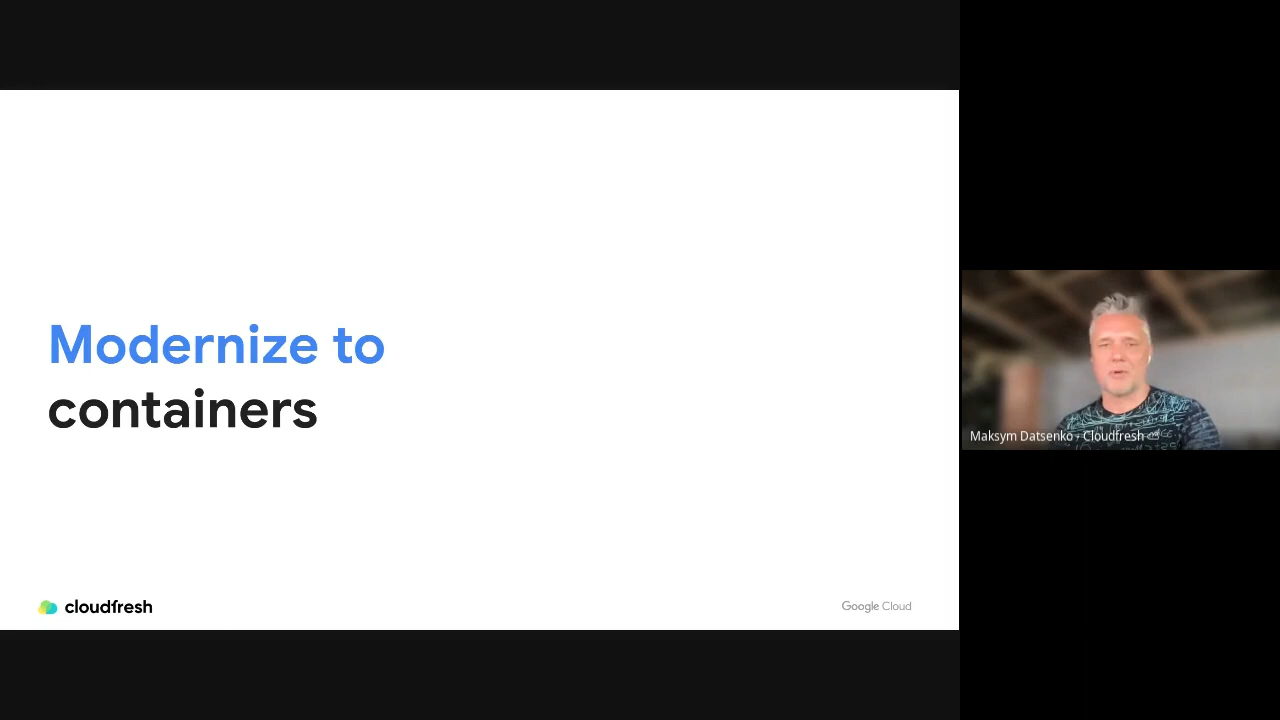 Modernize to
containers
cloudfresh
Google Cloud
Maksym Datsenko - Cloudfresh